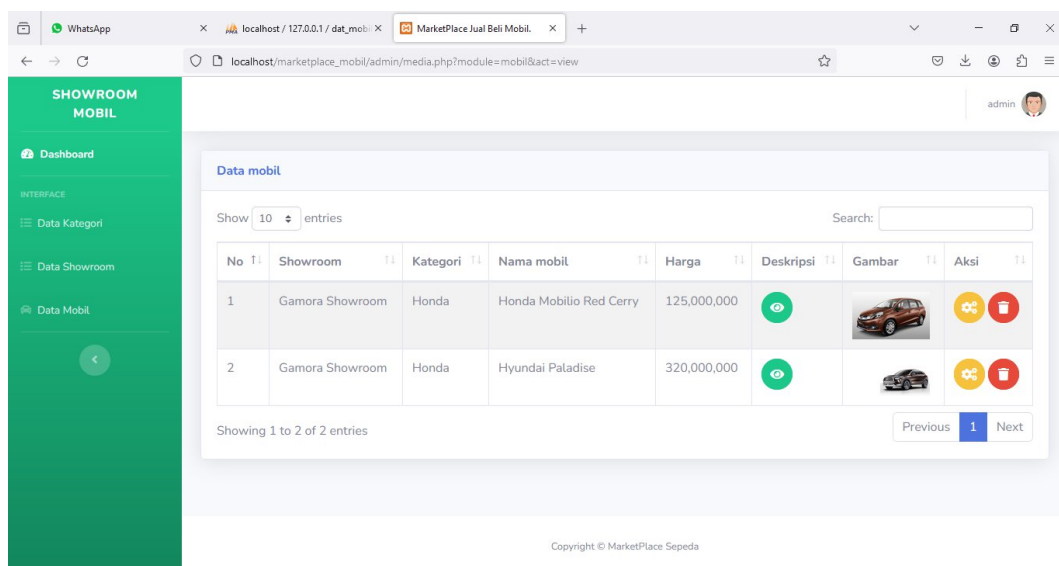 WhatsApp
localhost / 127.0.0.1 / dat_mobi
MarketPlace Jual Beli Mobil.
localhost/marketplace_mobil/admin/media.php?module=mobil&act=view
SHOWROOM
MOBIL
admin
Dashboard
INTERFACE
Data Kategori
Data Showroom
Data Mobil
Data mobil
Show 10 entries
Search:
No Showroom Kategori Nama mobil Harga Deskripsi Gambar Aksi
1 Gamora Showroom Honda Honda Mobilio Red Cerry 125,000,000
2 Gamora Showroom Honda Hyundai Paladise 320,000,000
Showing 1 to 2 of 2 entries
Previous 1 Next
Copyright © MarketPlace Sepeda